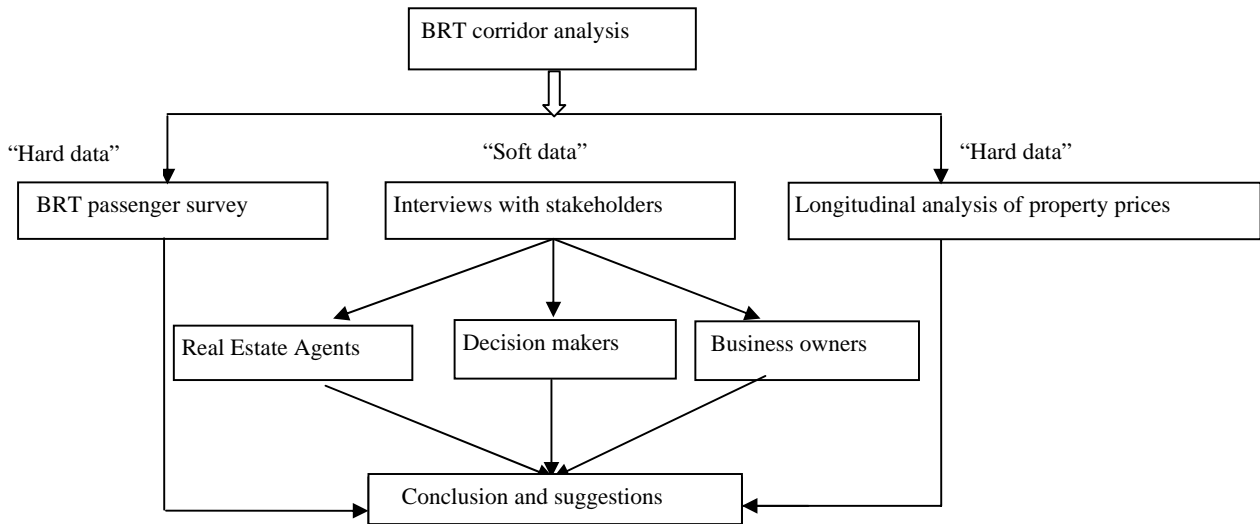 BRT corridor analysis
“Hard data”
“Soft data”
“Hard data”
BRT passenger survey
Interviews with stakeholders
Longitudinal analysis of property prices
Real Estate Agents
Decision makers
Business owners
Conclusion and suggestions